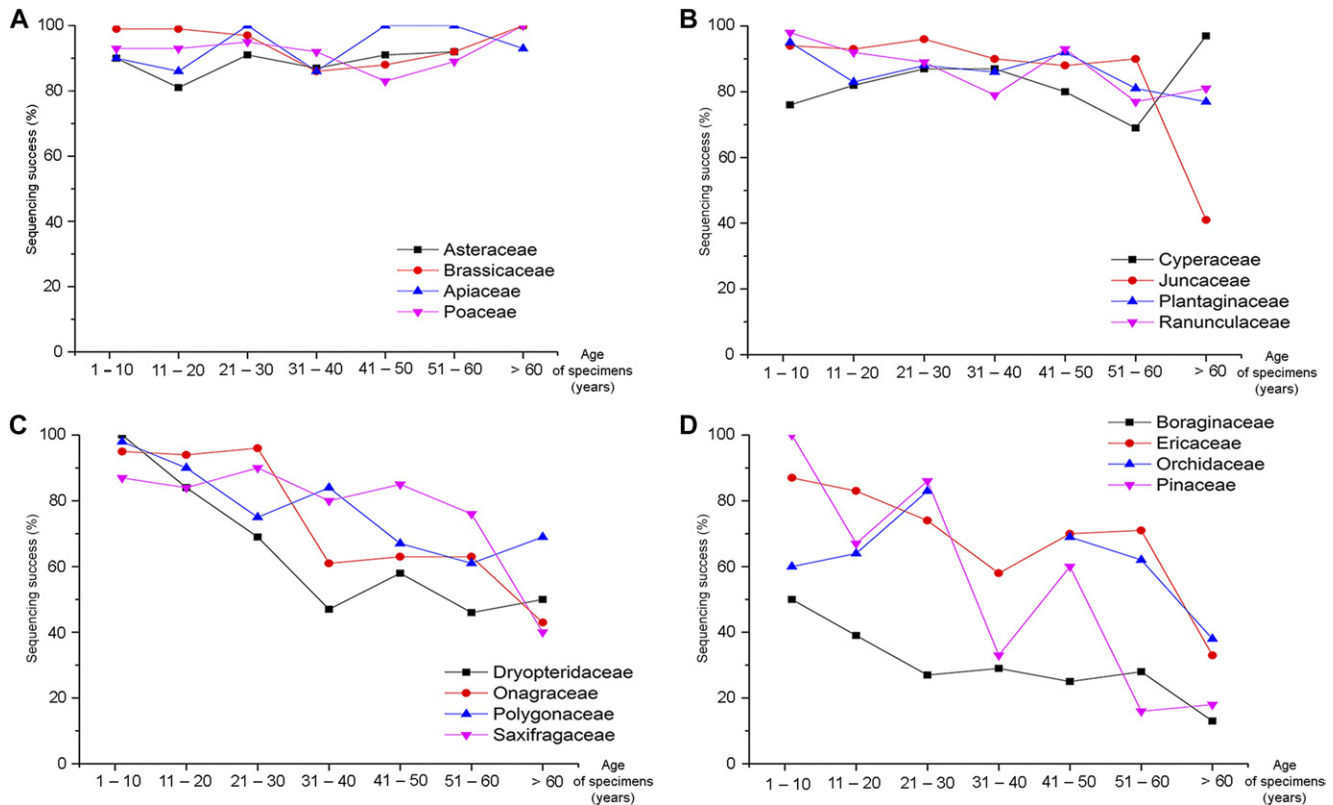 A
100
80
60
40
20
0
Sequencing success (%)
Asteraceae
Brassicaceae
Apiaceae
Poaceae
1 – 10 11 – 20 21 – 30 31 – 40 41 – 50 51 – 60 > 60
Age
of specimens
(years)
B
100
80
60
40
20
0
Sequencing success (%)
Cyperaceae
Juncaceae
Plantaginaceae
Ranunculaceae
1 – 10 11 – 20 21 – 30 31 – 40 41 – 50 51 – 60 > 60
Age
of specimens
(years)
C
100
80
60
40
20
0
Sequencing success (%)
Dryopteridaceae
Onagraceae
Polygonaceae
Saxifragaceae
1 – 10 11 – 20 21 – 30 31 – 40 41 – 50 51 – 60 > 60
Age
of specimens
(years)
D
Boraginaceae
Ericaceae
Orchidaceae
Pinaceae
100
80
60
40
20
0
Sequencing success (%)
1 – 10 11 – 20 21 – 30 31 – 40 41 – 50 51 – 60 > 60
Age
of specimens
(years)